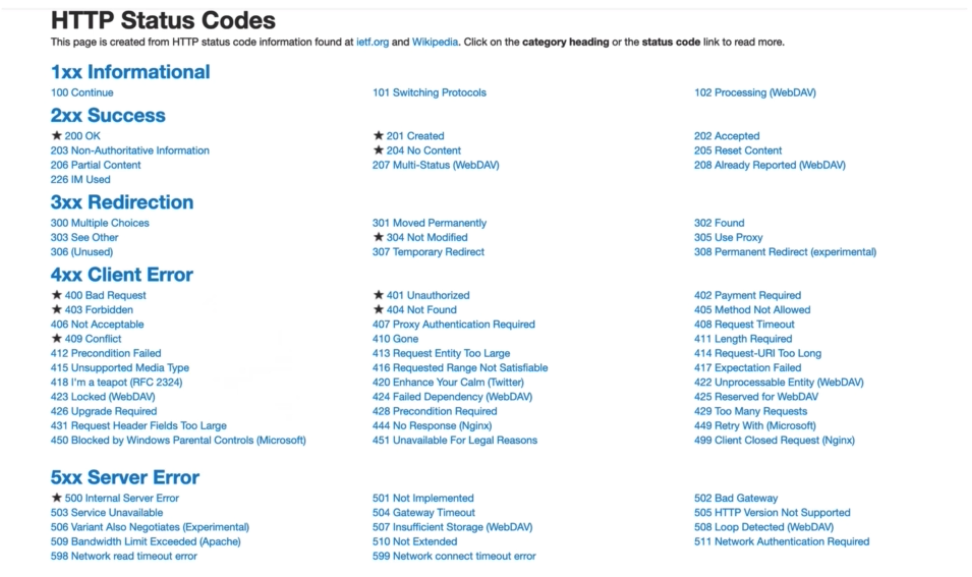 HTTP Status Codes
This page is created from HTTP status code information found at ietf.org and Wikipedia. Click on the category heading or the status code link to read more.
1xx Informational
100 Continue 101 Switching Protocols 102 Processing (WebDAV)
2xx Success
★ 200 OK ★ 201 Created 202 Accepted
203 Non-Authoritative Information ★ 204 No Content 205 Reset Content
206 Partial Content 207 Multi-Status (WebDAV) 208 Already Reported (WebDAV)
226 IM Used
3xx Redirection
300 Multiple Choices 301 Moved Permanently 302 Found
303 See Other ★ 304 Not Modified 305 Use Proxy
306 (Unused) 307 Temporary Redirect 308 Permanent Redirect (experimental)
4xx Client Error
★ 400 Bad Request ★ 401 Unauthorized 402 Payment Required
★ 403 Forbidden ★ 404 Not Found 405 Method Not Allowed
406 Not Acceptable 407 Proxy Authentication Required 408 Request Timeout
★ 409 Conflict 410 Gone 411 Length Required
412 Precondition Failed 413 Request Entity Too Large 414 Request-URI Too Long
415 Unsupported Media Type 416 Requested Range Not Satisfiable 417 Expectation Failed
418 I'm a teapot (RFC 2324) 420 Enhance Your Calm (Twitter) 422 Unprocessable Entity (WebDAV)
423 Locked (WebDAV) 424 Failed Dependency (WebDAV) 425 Reserved for WebDAV
426 Upgrade Required 428 Precondition Required 429 Too Many Requests
431 Request Header Fields Too Large 444 No Response (Nginx) 449 Retry With (Microsoft)
450 Blocked by Windows Parental Controls (Microsoft) 451 Unavailable For Legal Reasons 499 Client Closed Request (Nginx)
5xx Server Error
★ 500 Internal Server Error 501 Not Implemented 502 Bad Gateway
503 Service Unavailable 504 Gateway Timeout 505 HTTP Version Not Supported
506 Variant Also Negotiates (Experimental) 507 Insufficient Storage (WebDAV) 508 Loop Detected (WebDAV)
509 Bandwidth Limit Exceeded (Apache) 510 Not Extended 511 Network Authentication Required
598 Network read timeout error 599 Network connect timeout error